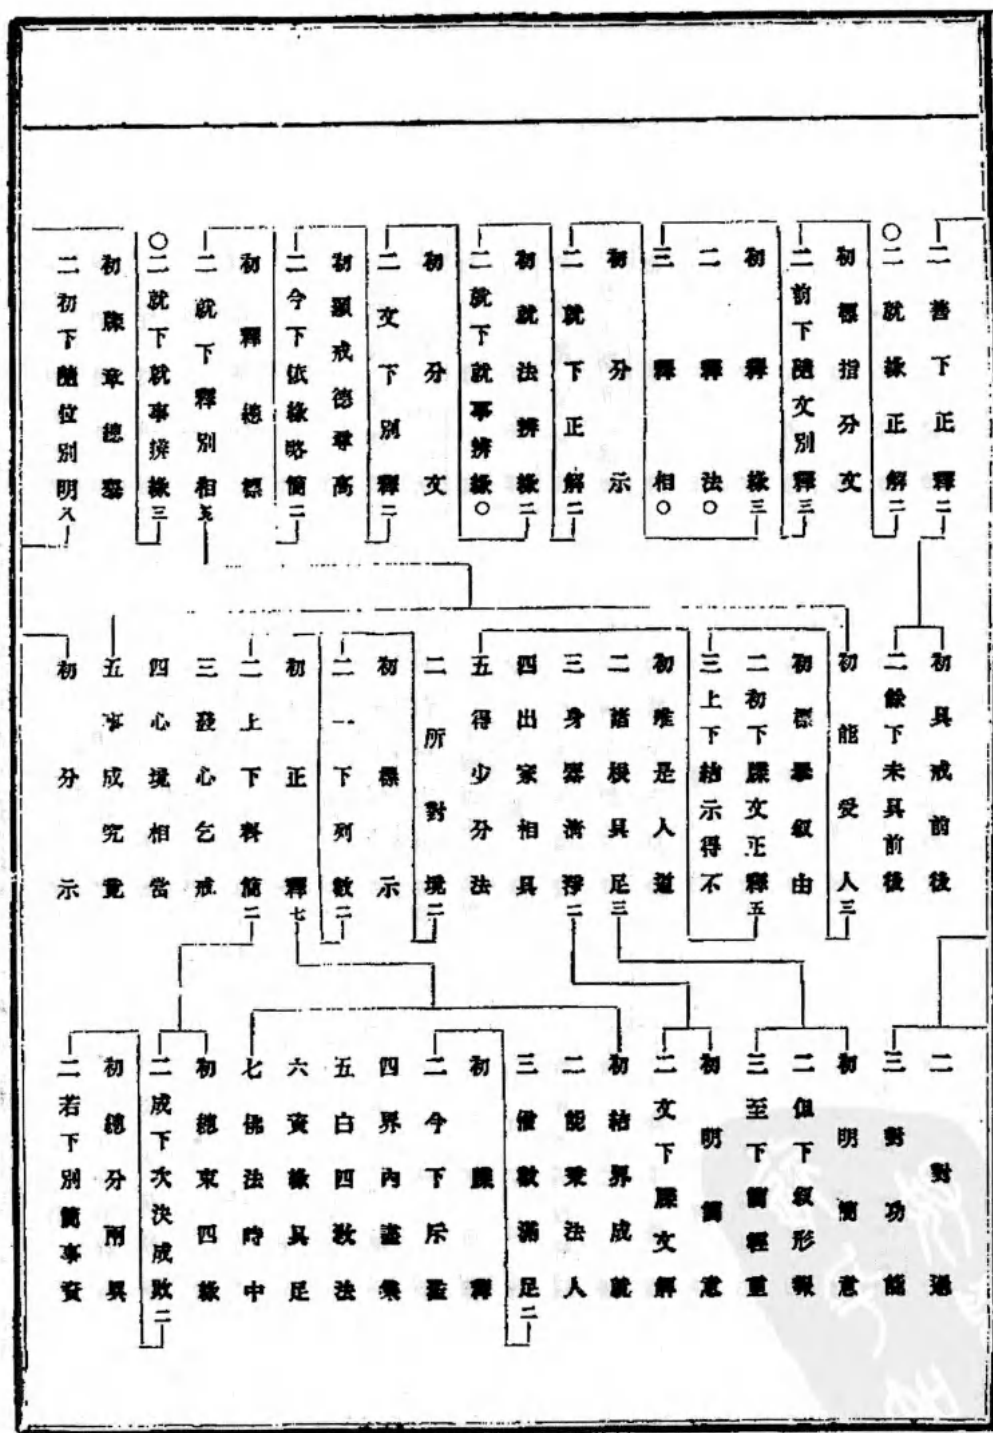 二善下正釋二
○二就緣正解二
初標指分文
二前下隨文別釋三
初釋緣三
二釋法○
三釋相○
初分示
二就下正解二
初就法辨緣二
二就下就事辨緣○
初分文
二文下別釋二
初顯戒德尊高
二今下依緣略簡二
初釋總標
二就下釋別相五
○二就下就事辨緣三
初牒章總舉
二初下隨位別明八
初具戒前後
二餘下未具前後
初能受人三
初標舉叙由
二初下牒文正釋五
三上下結示得不
初唯是人道
二諸根具足三
三身器清淨二
四出家相具
五得少分法
二所對境二
初標示
二一下列數二
初正釋七
二上下料簡二
三發心乞戒
四心境相當
五事成究竟
初分示
二對過
三對功能
初明簡意
二但下叙形報
三至下簡輕重
初明簡意
二文下牒文解
初結界成就
二能秉法人
三僧數滿足二
初牒釋
二今下斥濫
四界內盡集
五白四教法
六資緣具足
七佛法時中
初總束四緣
二成下次決成敗二
初總分兩異
二若下別簡事資